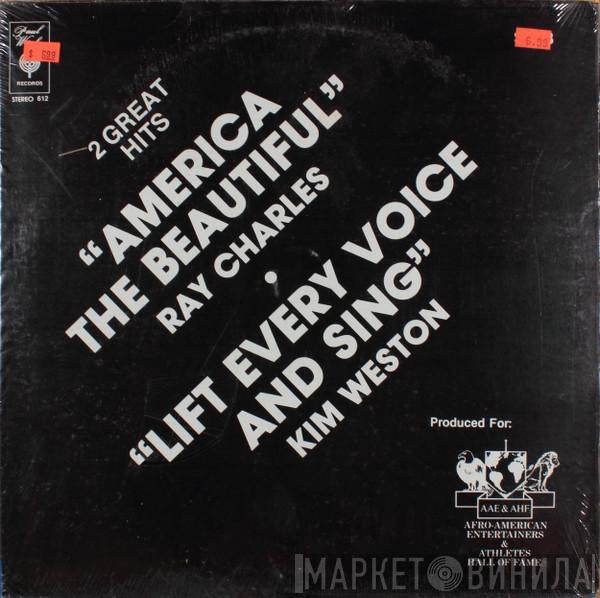 Paul
RECORDS
STEREO 612
$ 699
6.99
2 GREAT
HITS
"AMERICA
THE BEAUTIFUL"
RAY CHARLES
"LIFT EVERY VOICE
AND SING"
KIM WESTON
Produced For:
AAE & AHF
AFRO-AMERICAN
ENTERTAINERS
&
ATHLETES
HALL OF FAME
МАРКЕТ ВИНИЛА